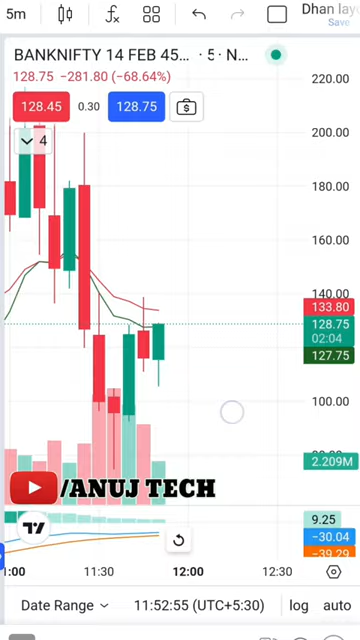 5m
Dhan layo
Save
BANKNIFTY 14 FEB 45... · 5 · N...
128.75 −281.80 (−68.64%)
128.45 0.30 128.75
4
220.00
200.00
180.00
160.00
140.00
133.80
128.75
02:04
127.75
100.00
2.209M
/ANUJ TECH
9.25
−30.04
−39.29
11:30
12:00
12:30
Date Range
11:52:55 (UTC+5:30)
log
auto